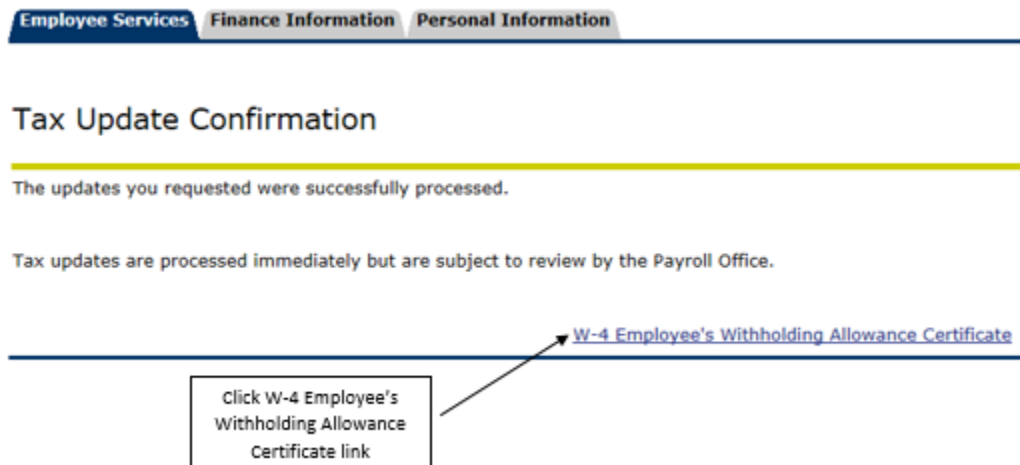 Employee Services Finance Information Personal Information
Tax Update Confirmation
The updates you requested were successfully processed.
Tax updates are processed immediately but are subject to review by the Payroll Office.
W-4 Employee's Withholding Allowance Certificate
Click W-4 Employee's
Withholding Allowance
Certificate link